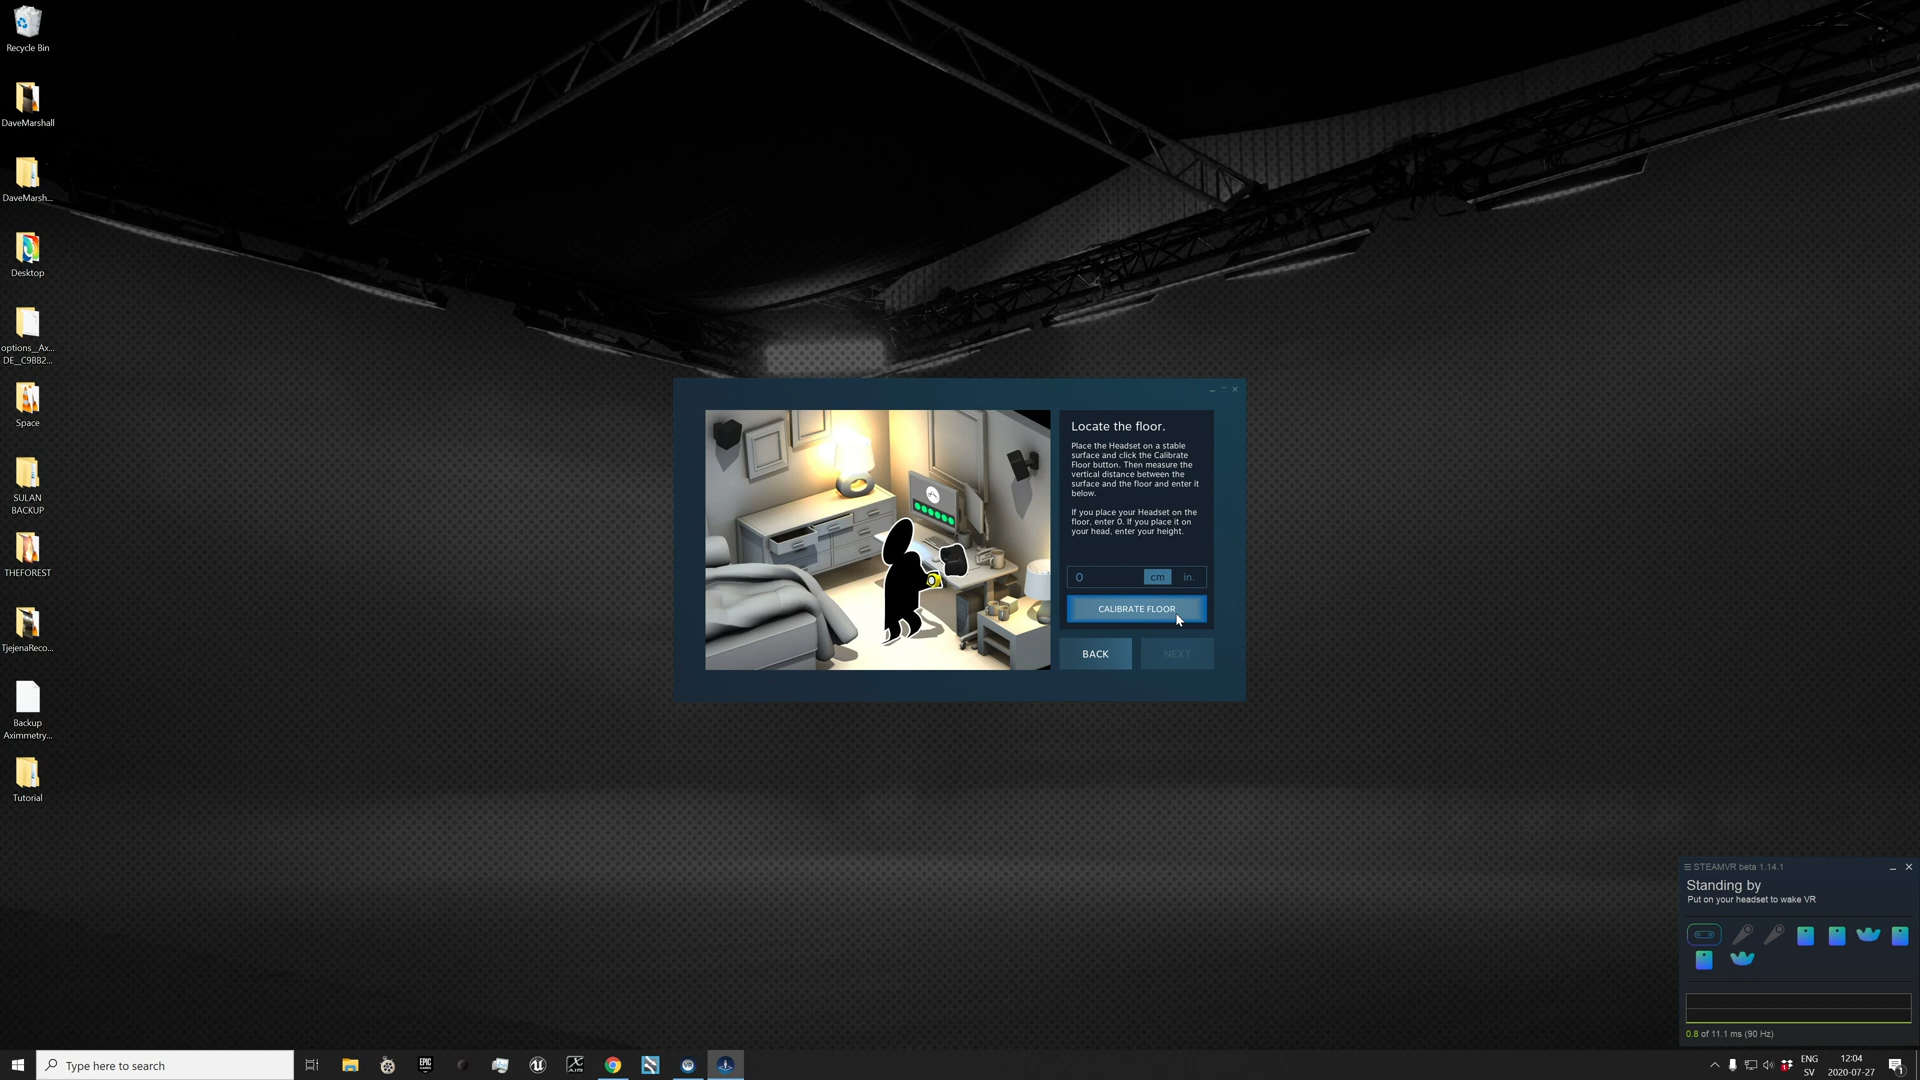 Recycle Bin
DaveMarshall
DaveMarsh...
Desktop
options_Ax...
DE_C9BB2...
Space
SULAN
BACKUP
THEFOREST
TjejenaReco...
Backup
Aximmetry...
Tutorial
Locate the floor.
Place the Headset on a stable
surface and click the Calibrate
Floor button. Then measure the
vertical distance between the
surface and the floor and enter it
below.
If you place your Headset on the
floor, enter 0. If you place it on
your head, enter your height.
0 cm in.
CALIBRATE FLOOR
BACK NEXT
STEAMVR beta 1.14.1
Standing by
Put on your headset to wake VR
0.8 of 11.1 ms (90 Hz)
Type here to search
EPIC
GAMES
VR
ENG
SV
12:04
2020-07-27
1